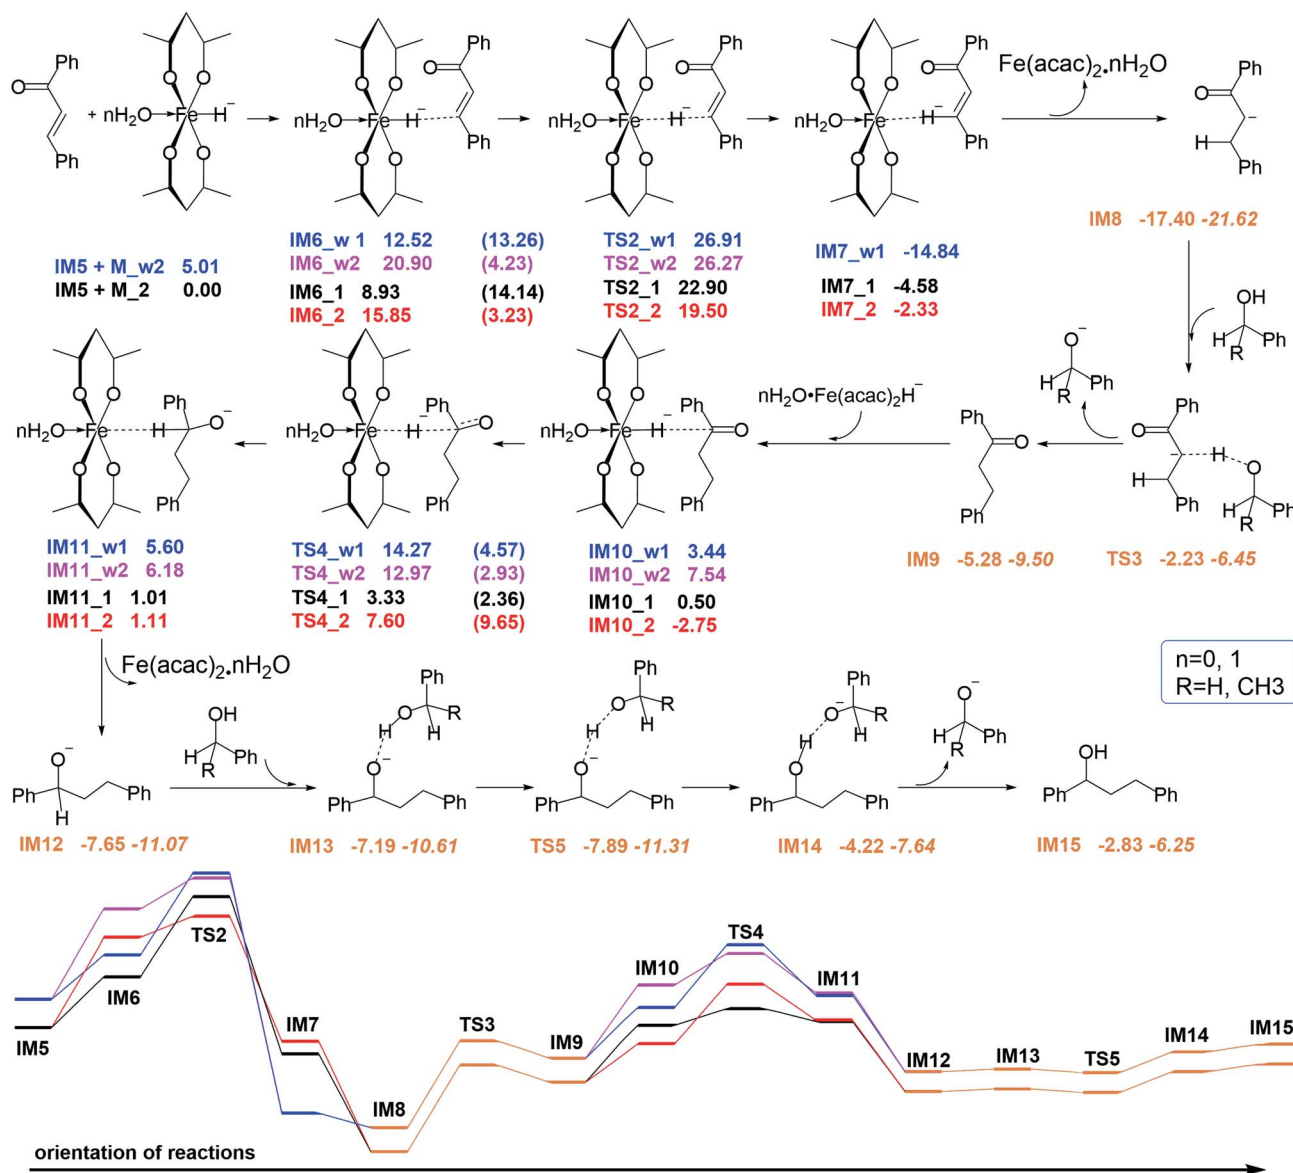 Ph
O
Ph
+
nH2O
Fe
H
−
O
O
O
O
nH2O
Fe
H
−
O
O
O
O
O
Ph
Ph
nH2O
Fe
H
−
O
O
O
O
O
Ph
Ph
nH2O
Fe
H
−
O
O
O
O
O
Ph
Ph
Fe(acac)2•nH2O
Ph
O
−
H
Ph
IM5 + M_w2 5.01
IM5 + M_2 0.00
IM6_w 1 12.52 (13.26)
IM6_w2 20.90 (4.23)
IM6_1 8.93 (14.14)
IM6_2 15.85 (3.23)
TS2_w1 26.91
TS2_w2 26.27
TS2_1 22.90
TS2_2 19.50
IM7_w1 -14.84
IM7_1 -4.58
IM7_2 -2.33
IM8 -17.40 -21.62
OH
H
Ph
R
nH2O
Fe
H
O
O
O
O
Ph
O−
Ph
nH2O
Fe
H
−
O
O
O
O
Ph
O
Ph
nH2O
Fe
H
−
O
O
O
O
Ph
O
Ph
nH2O•Fe(acac)2H−
Ph
O
Ph
O−
H
Ph
R
Ph
O
−
H
H
Ph
O
Ph
H
R
IM11_w1 5.60
IM11_w2 6.18
IM11_1 1.01
IM11_2 1.11
TS4_w1 14.27 (4.57)
TS4_w2 12.97 (2.93)
TS4_1 3.33 (2.36)
TS4_2 7.60 (9.65)
IM10_w1 3.44
IM10_w2 7.54
IM10_1 0.50
IM10_2 -2.75
IM9 -5.28 -9.50
TS3 -2.23 -6.45
n=0, 1
R=H, CH3
Fe(acac)2•nH2O
O−
Ph
H
Ph
OH
H
Ph
R
Ph
O
R
H
H
O−
Ph
Ph
Ph
O
R
H
H
O−
Ph
Ph
Ph
O−
R
H
H
O
Ph
Ph
O−
H
Ph
R
OH
Ph
Ph
IM12 -7.65 -11.07
IM13 -7.19 -10.61
TS5 -7.89 -11.31
IM14 -4.22 -7.64
IM15 -2.83 -6.25
IM5
IM6
TS2
IM7
IM8
TS3
IM9
IM10
TS4
IM11
IM12
IM13
TS5
IM14
IM15
orientation of reactions